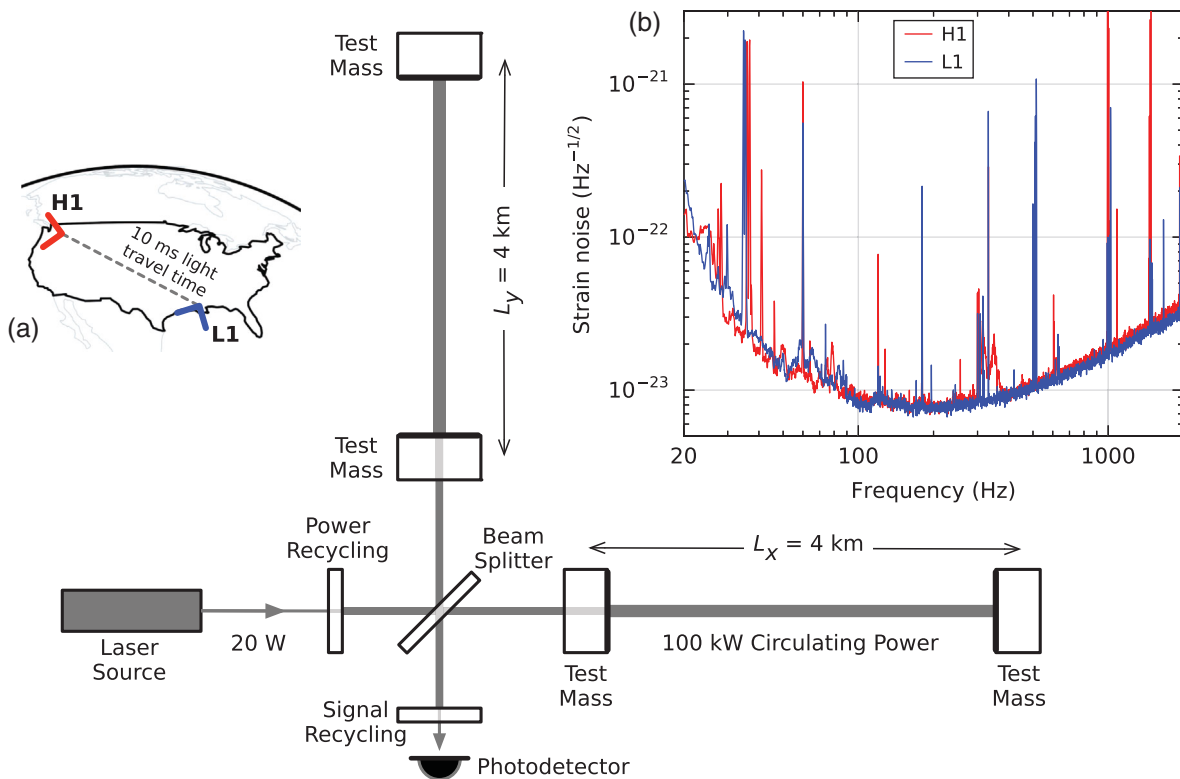 Test
Mass
H1
10 ms light
travel time
L1
(a)
L_y = 4 km
Test
Mass
Power
Recycling
Beam
Splitter
Laser
Source
20 W
L_x = 4 km
100 kW Circulating Power
Test
Mass
Test
Mass
Signal
Recycling
Photodetector
(b)
H1
L1
Strain noise (Hz^{-1/2})
10^{-21}
10^{-22}
10^{-23}
20
100
1000
Frequency (Hz)